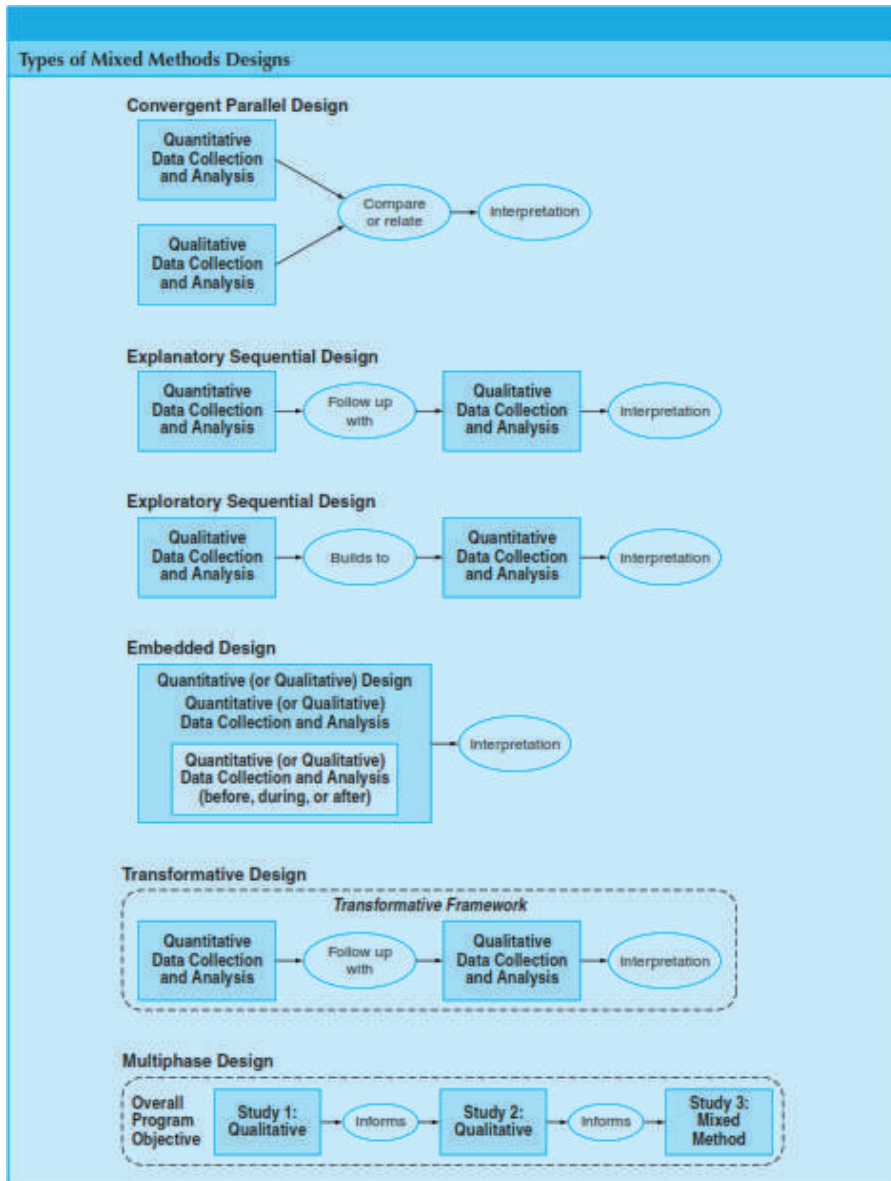 Types of Mixed Methods Designs
Convergent Parallel Design
Quantitative
Data Collection
and Analysis
Compare
or relate
Interpretation
Qualitative
Data Collection
and Analysis
Explanatory Sequential Design
Quantitative
Data Collection
and Analysis
Follow up
with
Qualitative
Data Collection
and Analysis
Interpretation
Exploratory Sequential Design
Qualitative
Data Collection
and Analysis
Builds to
Quantitative
Data Collection
and Analysis
Interpretation
Embedded Design
Quantitative (or Qualitative) Design
Quantitative (or Qualitative)
Data Collection and Analysis
Quantitative (or Qualitative)
Data Collection and Analysis
(before, during, or after)
Interpretation
Transformative Design
Transformative Framework
Quantitative
Data Collection
and Analysis
Follow up
with
Qualitative
Data Collection
and Analysis
Interpretation
Multiphase Design
Overall
Program
Objective
Study 1:
Qualitative
Informs
Study 2:
Qualitative
Informs
Study 3:
Mixed
Method